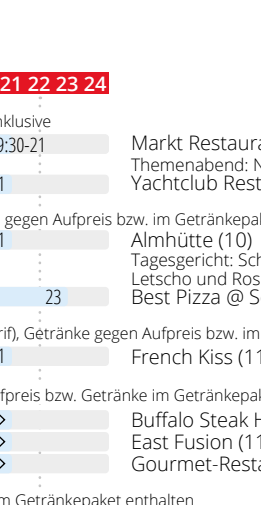 21 22 23 24
nklusive
9:30-21 Markt Restaura
Themenabend: N
1 Yachtclub Rest
gegen Aufpreis bzw. im Getränkepal
1 Almhütte (10)
Tagesgericht: Sch
Letscho und Ros
23 Best Pizza @ S
rif), Getränke gegen Aufpreis bzw. im
1 French Kiss (11
fpreis bzw. Getränke im Getränkepak
Buffalo Steak H
East Fusion (11
Gourmet-Resta
m Getränkepaket enthalten